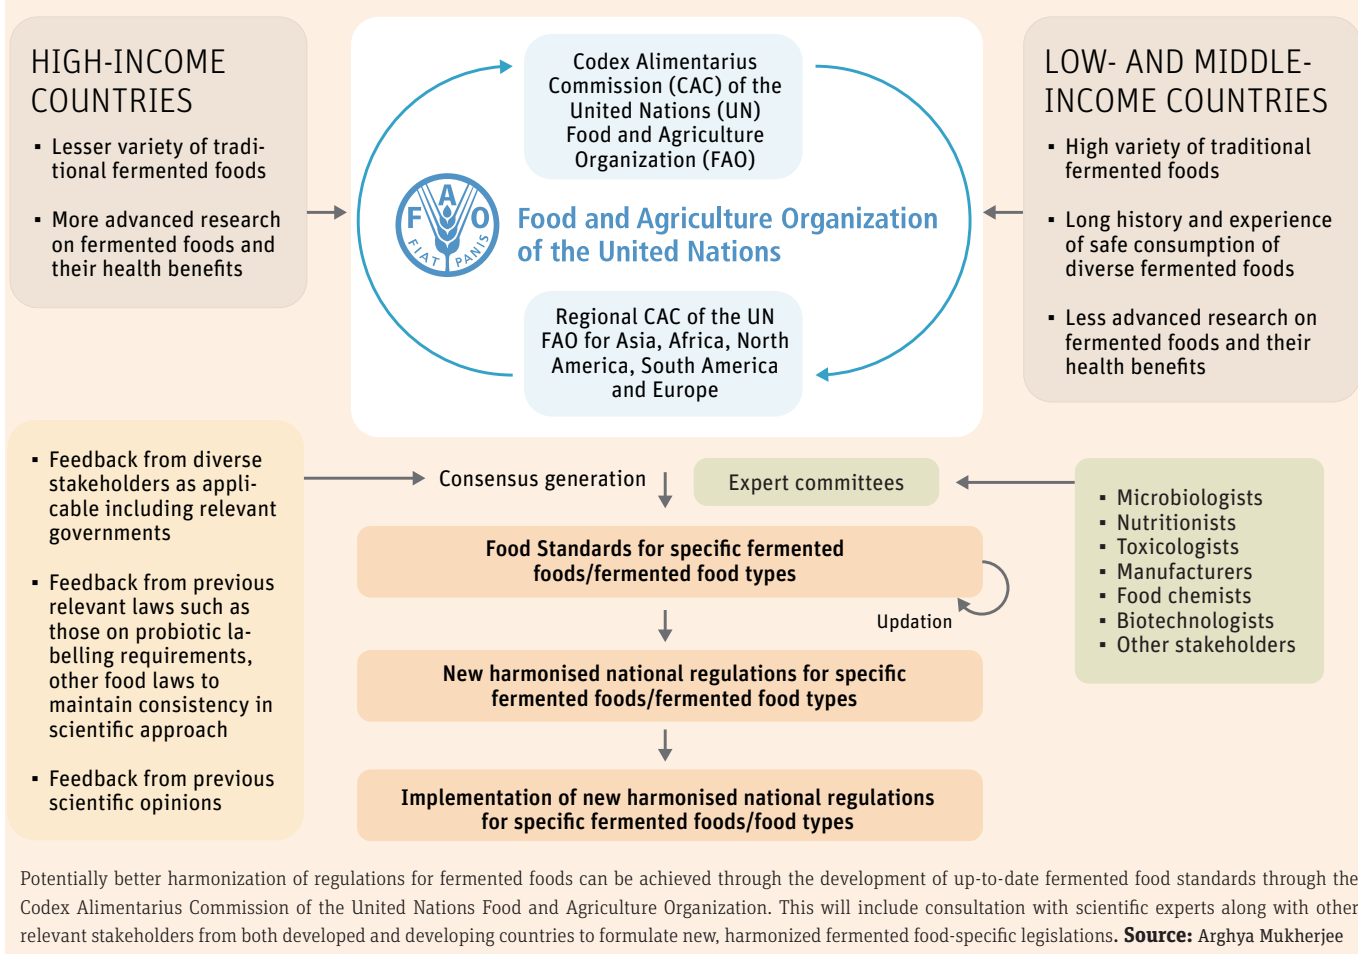 HIGH-INCOME
COUNTRIES
▪ Lesser variety of tradi-
tional fermented foods
▪ More advanced research
on fermented foods and
their health benefits
Codex Alimentarius
Commission (CAC) of the
United Nations (UN)
Food and Agriculture
Organization (FAO)
F A O
FIAT PANIS
Food and Agriculture Organization
of the United Nations
Regional CAC of the UN
FAO for Asia, Africa, North
America, South America
and Europe
LOW- AND MIDDLE-
INCOME COUNTRIES
▪ High variety of traditional
fermented foods
▪ Long history and experience
of safe consumption of
diverse fermented foods
▪ Less advanced research on
fermented foods and their
health benefits
▪ Feedback from diverse
stakeholders as appli-
cable including relevant
governments
▪ Feedback from previous
relevant laws such as
those on probiotic la-
belling requirements,
other food laws to
maintain consistency in
scientific approach
▪ Feedback from previous
scientific opinions
Consensus generation
Expert committees
▪ Microbiologists
▪ Nutritionists
▪ Toxicologists
▪ Manufacturers
▪ Food chemists
▪ Biotechnologists
▪ Other stakeholders
Food Standards for specific fermented
foods/fermented food types
Updation
New harmonised national regulations for specific
fermented foods/fermented food types
Implementation of new harmonised national regulations
for specific fermented foods/food types
Potentially better harmonization of regulations for fermented foods can be achieved through the development of up-to-date fermented food standards through the
Codex Alimentarius Commission of the United Nations Food and Agriculture Organization. This will include consultation with scientific experts along with other
relevant stakeholders from both developed and developing countries to formulate new, harmonized fermented food-specific legislations. Source: Arghya Mukherjee